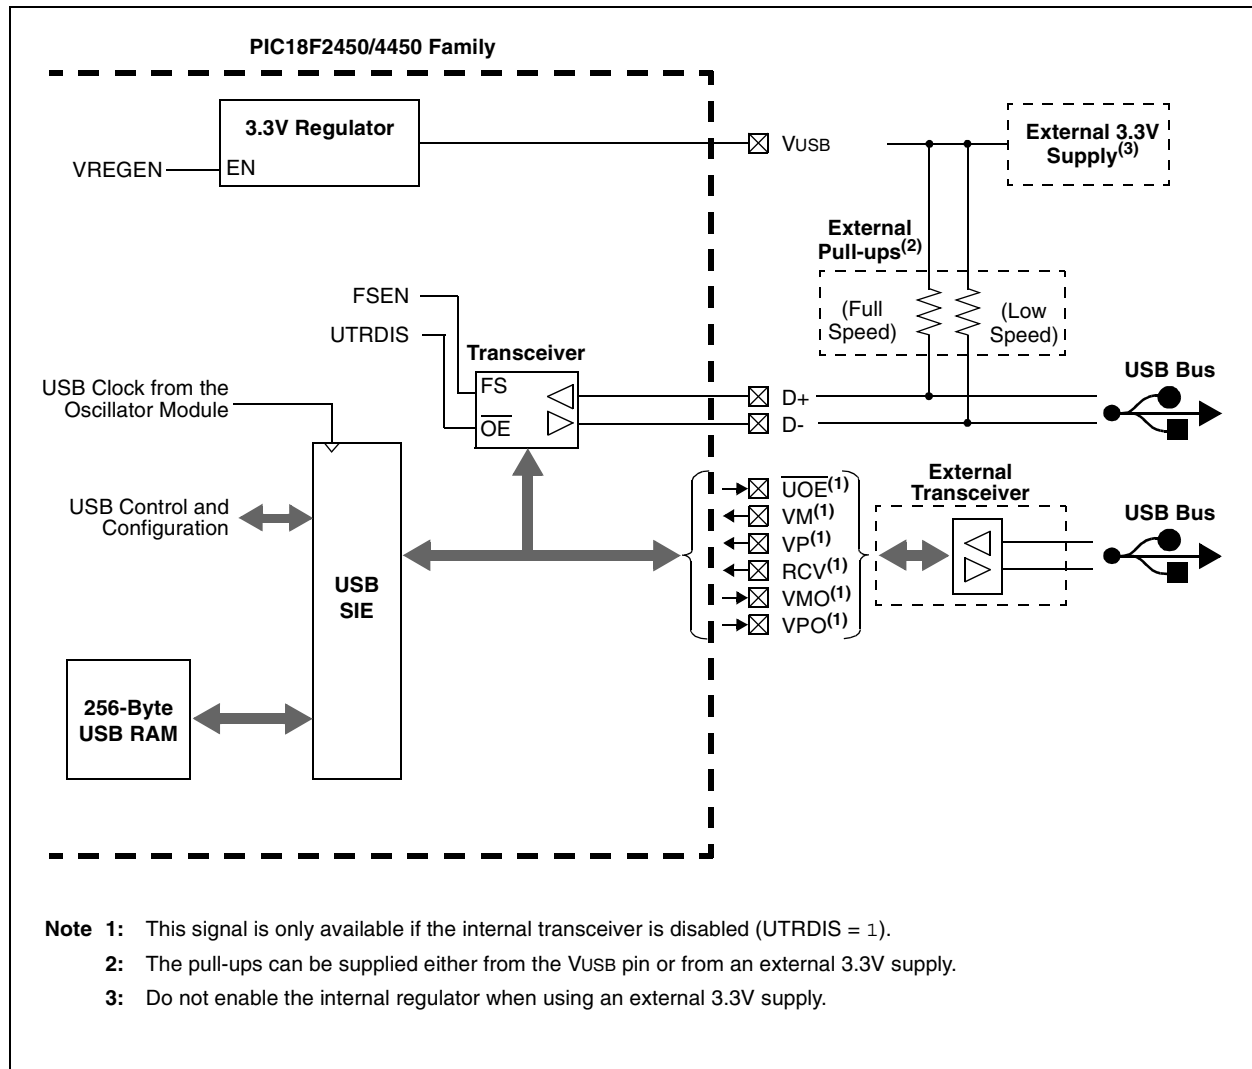 PIC18F2450/4450 Family
3.3V Regulator
EN
VREGEN
VUSB
External 3.3V
Supply(3)
External
Pull-ups(2)
(Full
Speed)
(Low
Speed)
FSEN
UTRDIS
Transceiver
FS
OE
USB Clock from the
Oscillator Module
D+
D-
USB Bus
USB Control and
Configuration
USB
SIE
UOE(1)
VM(1)
VP(1)
RCV(1)
VMO(1)
VPO(1)
External
Transceiver
USB Bus
256-Byte
USB RAM
Note 1: This signal is only available if the internal transceiver is disabled (UTRDIS = 1).
2: The pull-ups can be supplied either from the VUSB pin or from an external 3.3V supply.
3: Do not enable the internal regulator when using an external 3.3V supply.